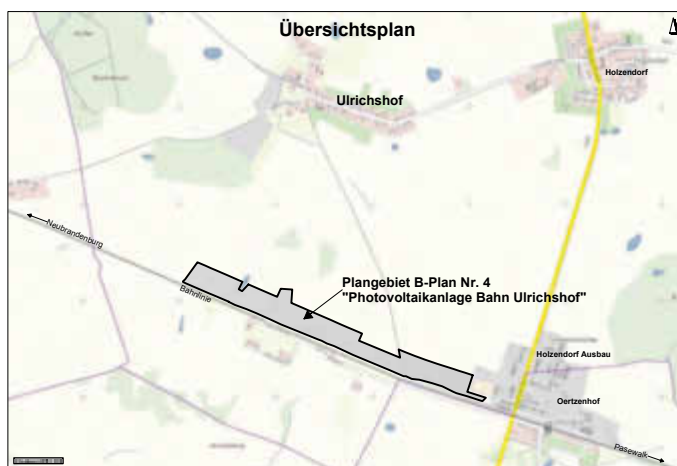 Übersichtsplan
Holzendorf
Ulrichshof
Neubrandenburg
Bahnlinie
Plangebiet B-Plan Nr. 4
"Photovoltaikanlage Bahn Ulrichshof"
Holzendorf Ausbau
Oertzenhof
Pasewalk